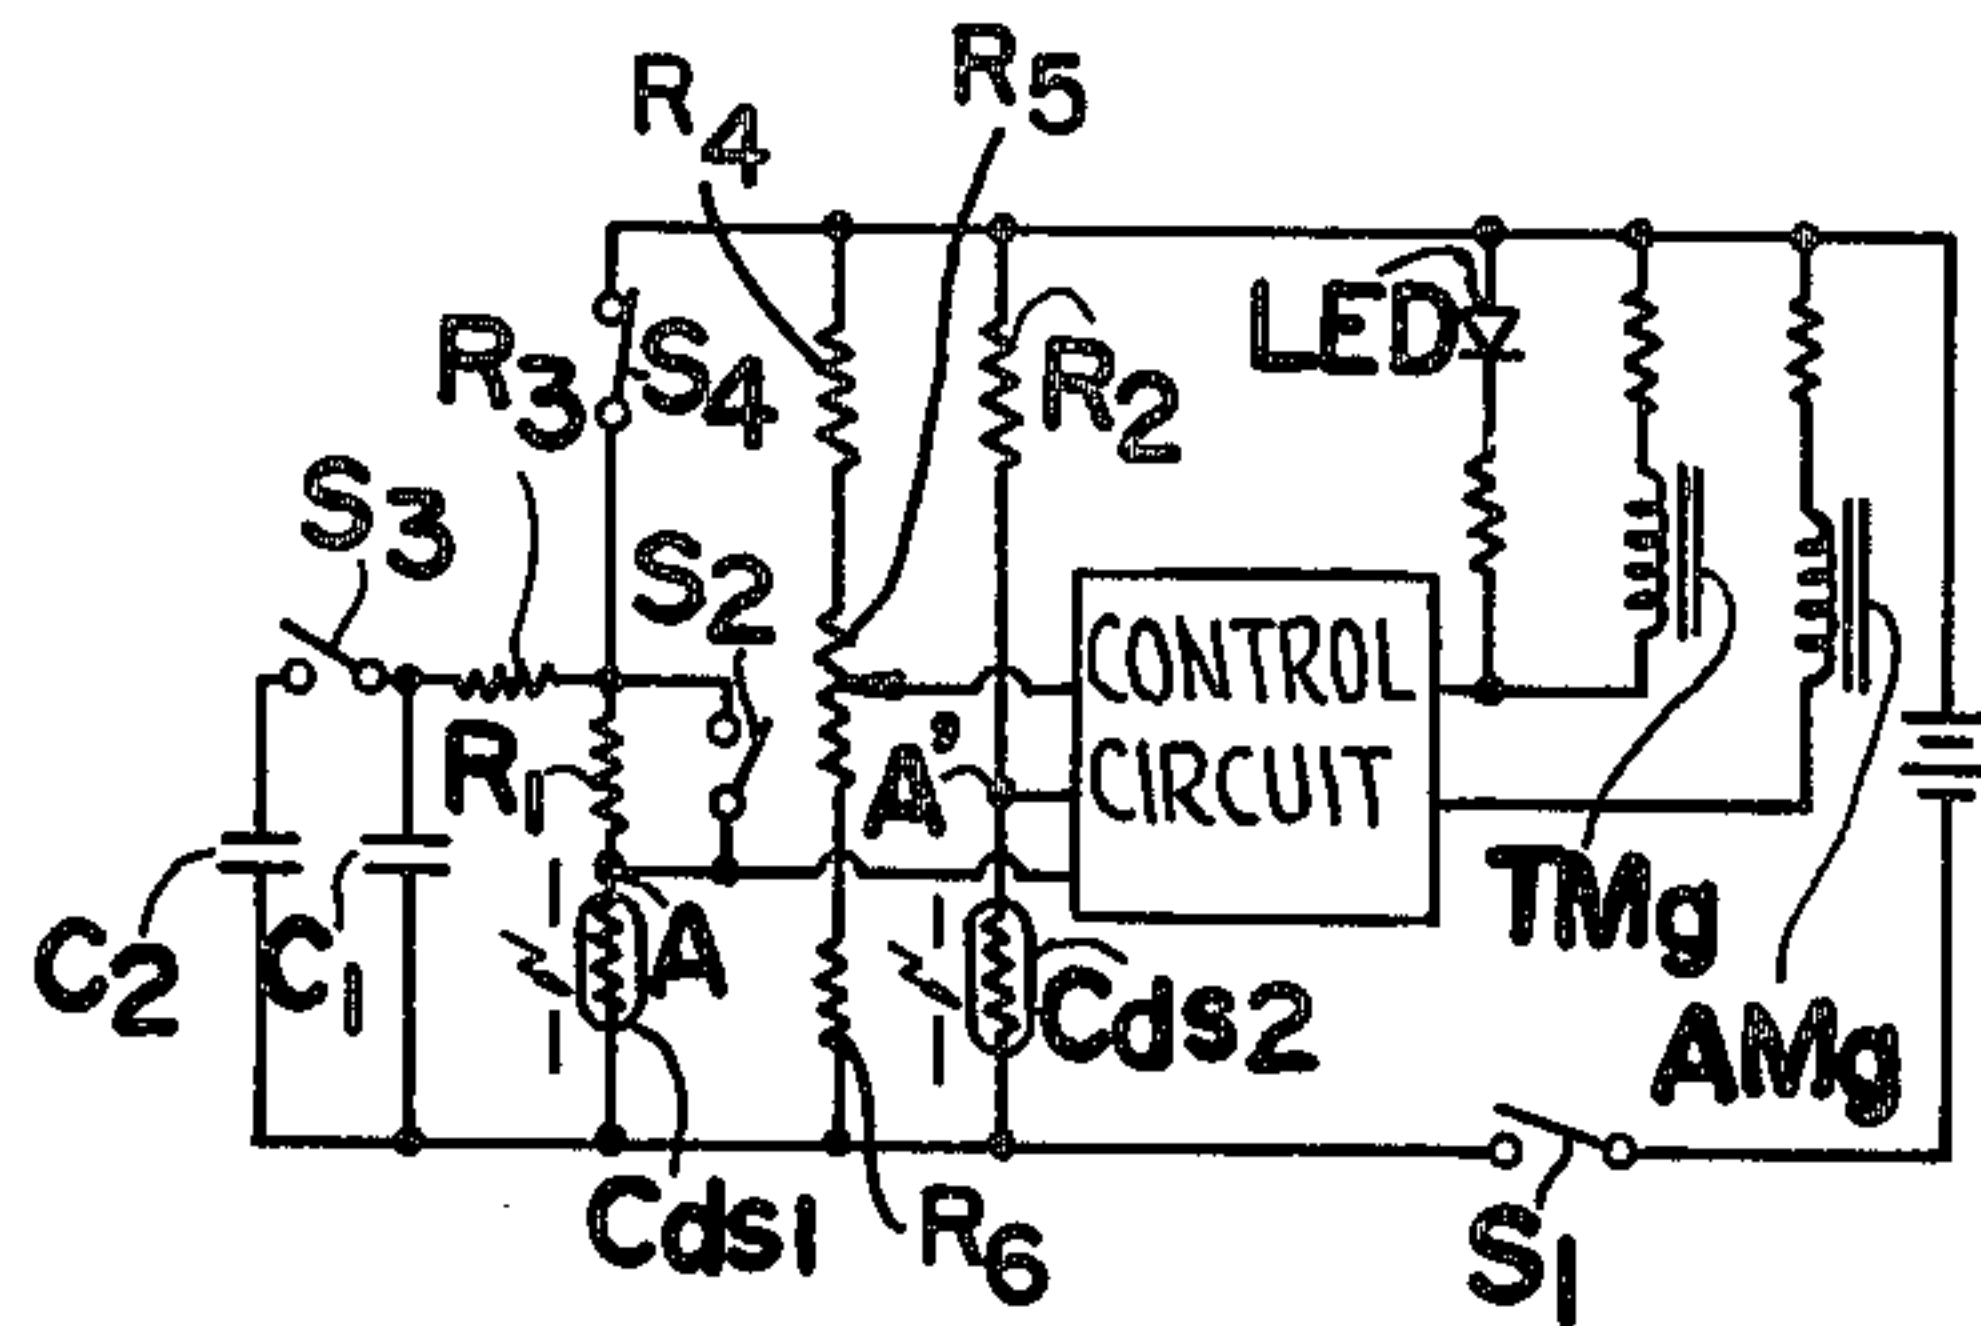 R4
R5
LED
R3
S4
R2
S3
S2
CONTROL
CIRCUIT
R1
A'
TMg
C2
C1
A
Cds2
AMg
Cds1
R6
S1